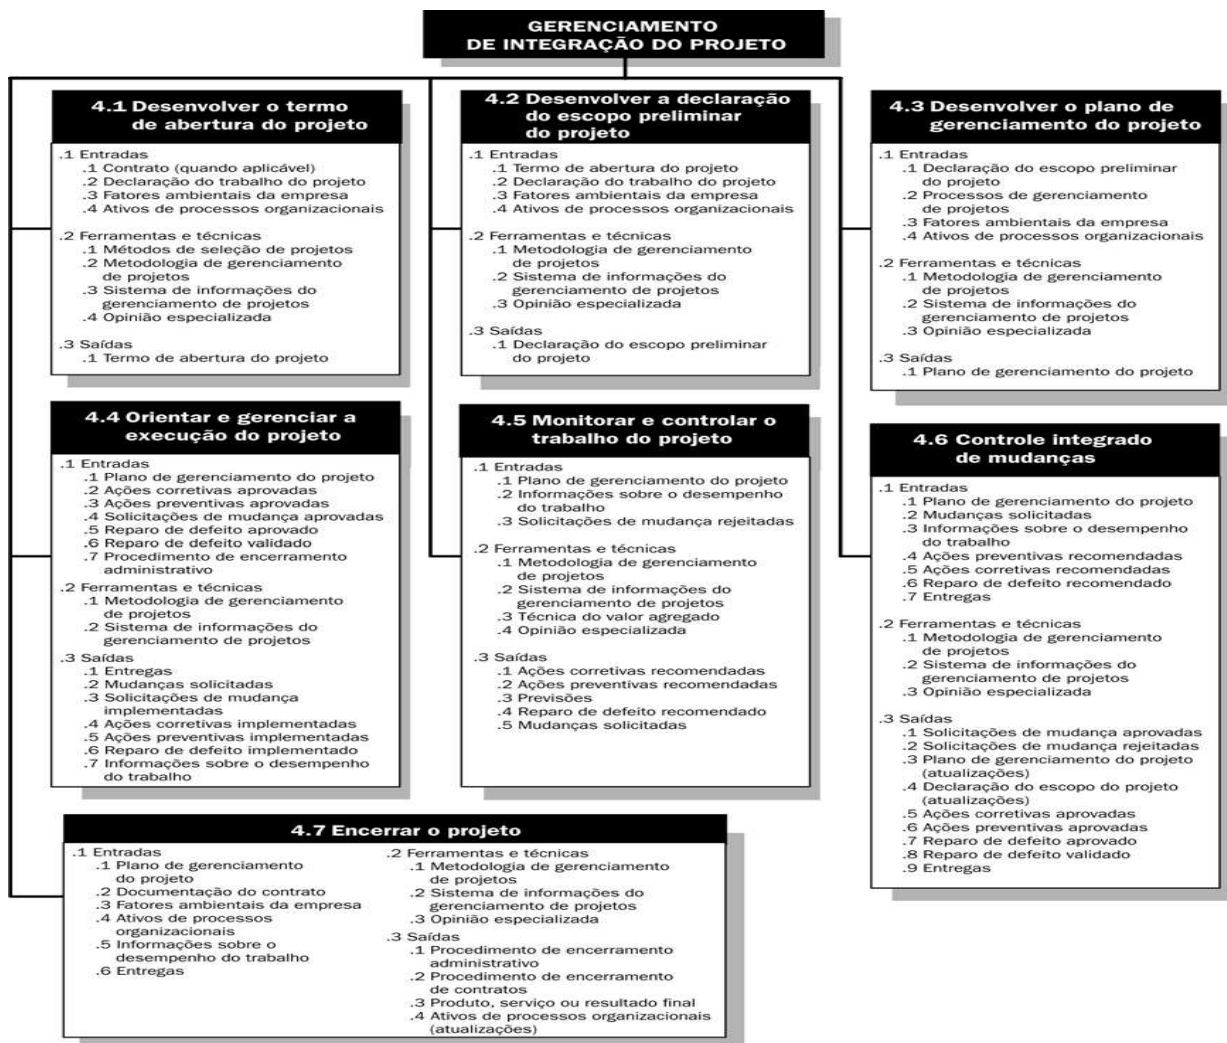 GERENCIAMENTO
DE INTEGRAÇÃO DO PROJETO
4.1 Desenvolver o termo
de abertura do projeto
.1 Entradas
.1 Contrato (quando aplicável)
.2 Declaração do trabalho do projeto
.3 Fatores ambientais da empresa
.4 Ativos de processos organizacionais
.2 Ferramentas e técnicas
.1 Métodos de seleção de projetos
.2 Metodologia de gerenciamento
de projetos
.3 Sistema de informações do
gerenciamento de projetos
.4 Opinião especializada
.3 Saídas
.1 Termo de abertura do projeto
4.2 Desenvolver a declaração
do escopo preliminar
do projeto
.1 Entradas
.1 Termo de abertura do projeto
.2 Declaração do trabalho do projeto
.3 Fatores ambientais da empresa
.4 Ativos de processos organizacionais
.2 Ferramentas e técnicas
.1 Metodologia de gerenciamento
de projetos
.2 Sistema de informações do
gerenciamento de projetos
.3 Opinião especializada
.3 Saídas
.1 Declaração do escopo preliminar
do projeto
4.3 Desenvolver o plano de
gerenciamento do projeto
.1 Entradas
.1 Declaração do escopo preliminar
do projeto
.2 Processos de gerenciamento
de projetos
.3 Fatores ambientais da empresa
.4 Ativos de processos organizacionais
.2 Ferramentas e técnicas
.1 Metodologia de gerenciamento
de projetos
.2 Sistema de informações do
gerenciamento de projetos
.3 Opinião especializada
.3 Saídas
.1 Plano de gerenciamento do projeto
4.4 Orientar e gerenciar a
execução do projeto
.1 Entradas
.1 Plano de gerenciamento do projeto
.2 Ações corretivas aprovadas
.3 Ações preventivas aprovadas
.4 Solicitações de mudança aprovadas
.5 Reparo de defeito aprovado
.6 Reparo de defeito validado
.7 Procedimento de encerramento
administrativo
.2 Ferramentas e técnicas
.1 Metodologia de gerenciamento
de projetos
.2 Sistema de informações do
gerenciamento de projetos
.3 Saídas
.1 Entregas
.2 Mudanças solicitadas
.3 Solicitações de mudança
implementadas
.4 Ações corretivas implementadas
.5 Ações preventivas implementadas
.6 Reparo de defeito implementado
.7 Informações sobre o desempenho
do trabalho
4.5 Monitorar e controlar o
trabalho do projeto
.1 Entradas
.1 Plano de gerenciamento do projeto
.2 Informações sobre o desempenho
do trabalho
.3 Solicitações de mudança rejeitadas
.2 Ferramentas e técnicas
.1 Metodologia de gerenciamento
de projetos
.2 Sistema de informações do
gerenciamento de projetos
.3 Técnica do valor agregado
.4 Opinião especializada
.3 Saídas
.1 Ações corretivas recomendadas
.2 Ações preventivas recomendadas
.3 Previsões
.4 Reparo de defeito recomendado
.5 Mudanças solicitadas
4.6 Controle integrado
de mudanças
.1 Entradas
.1 Plano de gerenciamento do projeto
.2 Mudanças solicitadas
.3 Informações sobre o desempenho
do trabalho
.4 Ações preventivas recomendadas
.5 Ações corretivas recomendadas
.6 Reparo de defeito recomendado
.7 Entregas
.2 Ferramentas e técnicas
.1 Metodologia de gerenciamento
de projetos
.2 Sistema de informações do
gerenciamento de projetos
.3 Opinião especializada
.3 Saídas
.1 Solicitações de mudança aprovadas
.2 Solicitações de mudança rejeitadas
.3 Plano de gerenciamento do projeto
(atualizações)
.4 Declaração do escopo do projeto
(atualizações)
.5 Ações corretivas aprovadas
.6 Ações preventivas aprovadas
.7 Reparo de defeito aprovado
.8 Reparo de defeito validado
.9 Entregas
4.7 Encerrar o projeto
.1 Entradas
.1 Plano de gerenciamento
do projeto
.2 Documentação do contrato
.3 Fatores ambientais da empresa
.4 Ativos de processos
organizacionais
.5 Informações sobre o
desempenho do trabalho
.6 Entregas
.2 Ferramentas e técnicas
.1 Metodologia de gerenciamento
de projetos
.2 Sistema de informações do
gerenciamento de projetos
.3 Opinião especializada
.3 Saídas
.1 Procedimento de encerramento
administrativo
.2 Procedimento de encerramento
de contratos
.3 Produto, serviço ou resultado final
.4 Ativos de processos organizacionais
(atualizações)